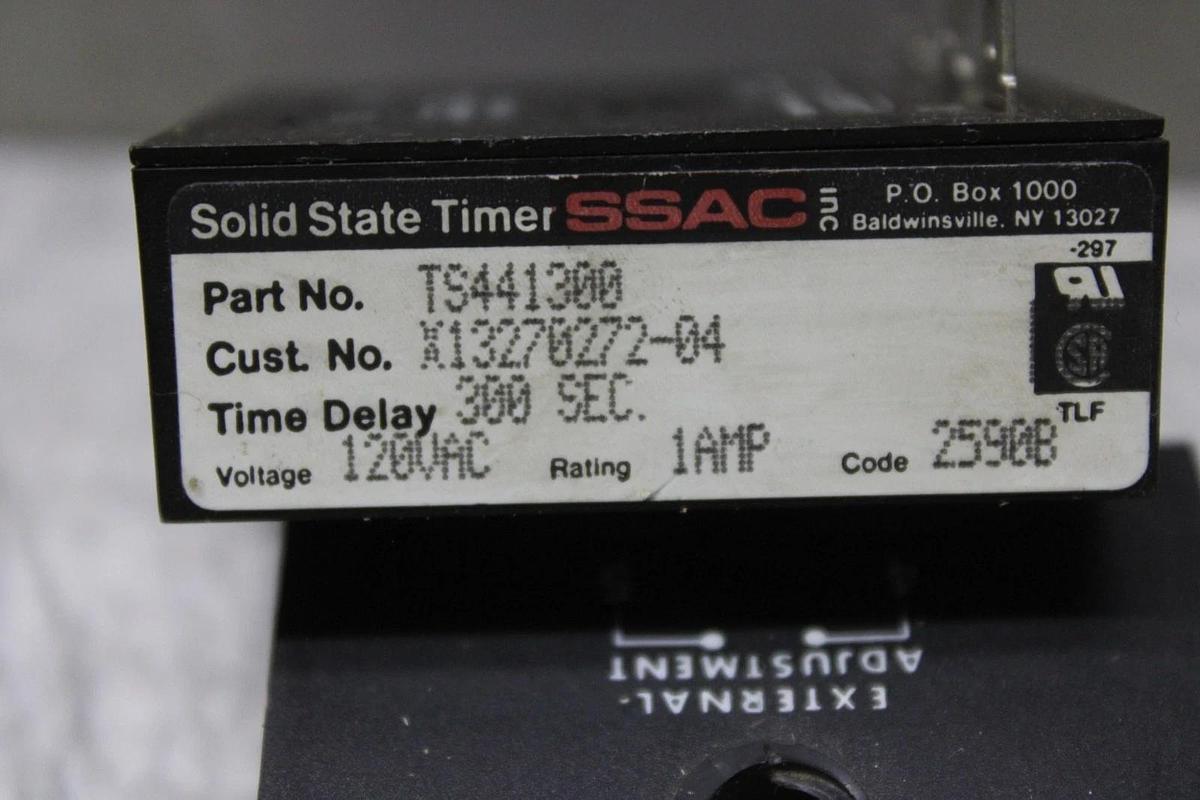 Solid State Timer SSAC INC P.O. Box 1000
Baldwinsville, NY 13027
-297
Part No. TS441300
Cust. No. X13270272-04
Time Delay 300 SEC.
TLF
Voltage 120VAC Rating 1AMP Code 2590B
EXTERNAL
ADJUSTMENT